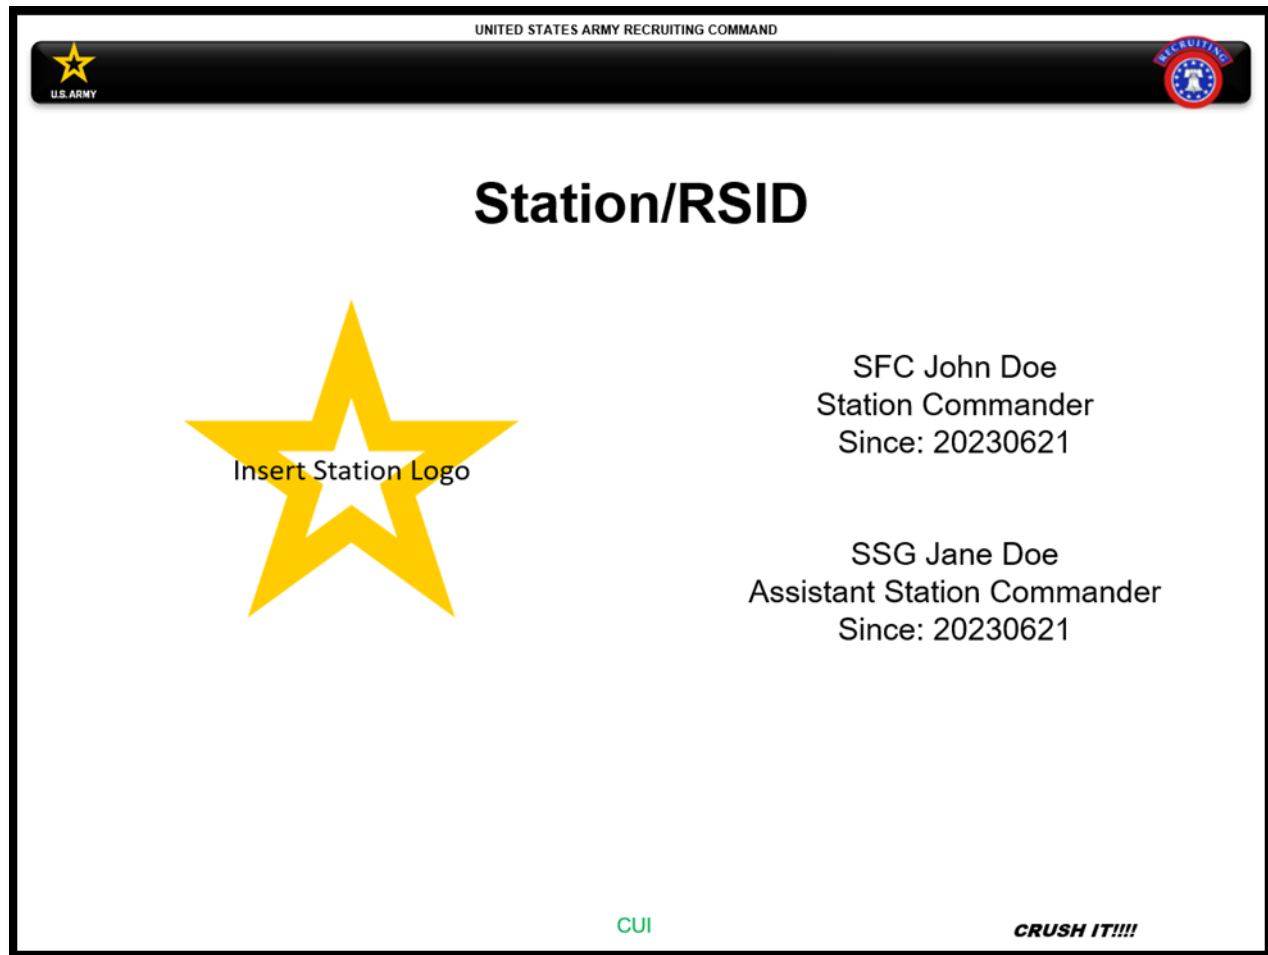 UNITED STATES ARMY RECRUITING COMMAND
U.S. ARMY
RECRUITING
Station/RSID
Insert Station Logo
SFC John Doe
Station Commander
Since: 20230621
SSG Jane Doe
Assistant Station Commander
Since: 20230621
CUI
CRUSH IT!!!!